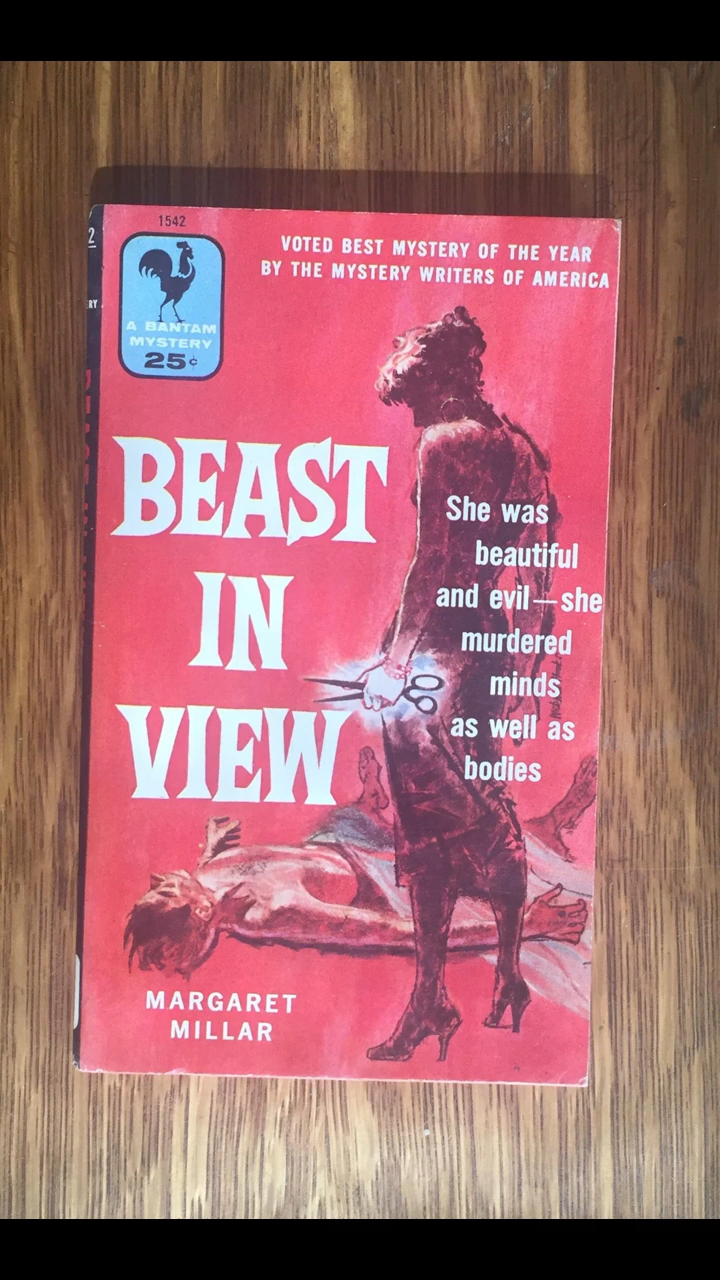 1542
A BANTAM
MYSTERY
25¢
VOTED BEST MYSTERY OF THE YEAR
BY THE MYSTERY WRITERS OF AMERICA
BEAST
IN
VIEW
She was
beautiful
and evil—she
murdered
minds
as well as
bodies
MARGARET
MILLAR